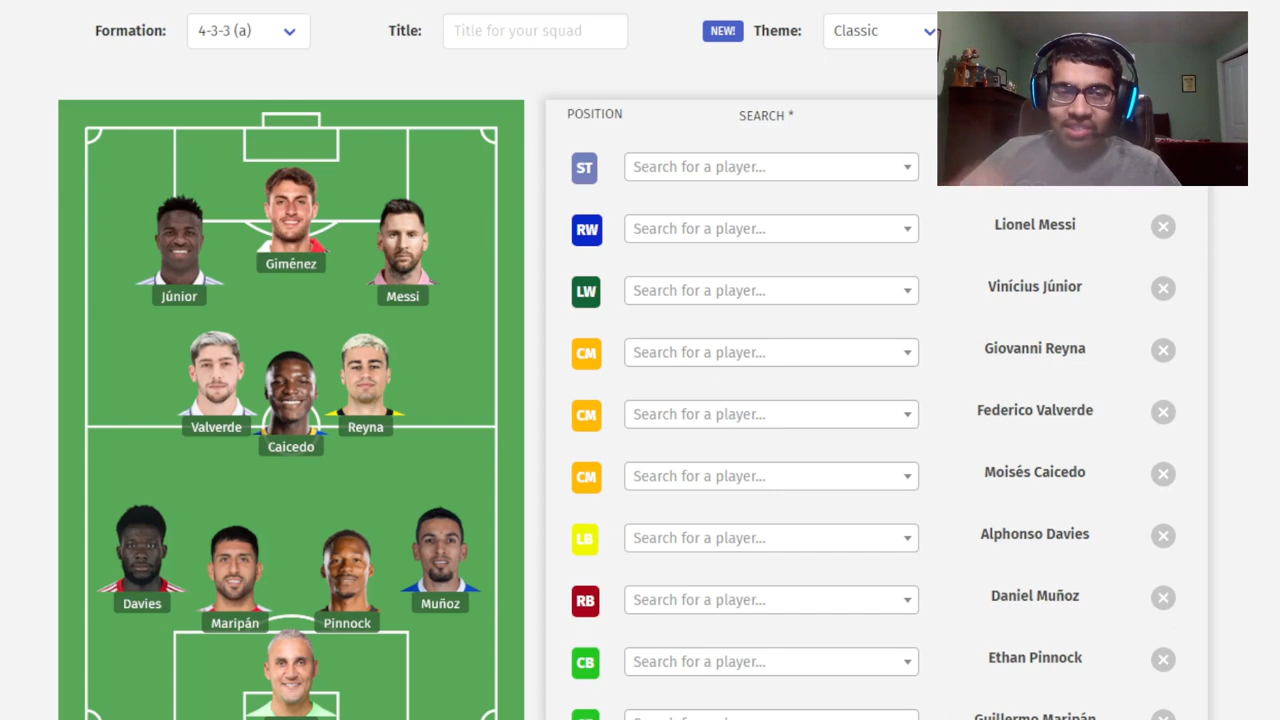 Formation: 4-3-3 (a) Title: Title for your squad NEW! Theme: Classic
POSITION SEARCH *
ST Search for a player...
RW Search for a player... Lionel Messi
LW Search for a player... Vinícius Júnior
CM Search for a player... Giovanni Reyna
CM Search for a player... Federico Valverde
CM Search for a player... Moisés Caicedo
LB Search for a player... Alphonso Davies
RB Search for a player... Daniel Muñoz
CB Search for a player... Ethan Pinnock
Guillermo Maripán
Giménez
Júnior Messi
Valverde Reyna
Caicedo
Davies Muñoz
Maripán Pinnock